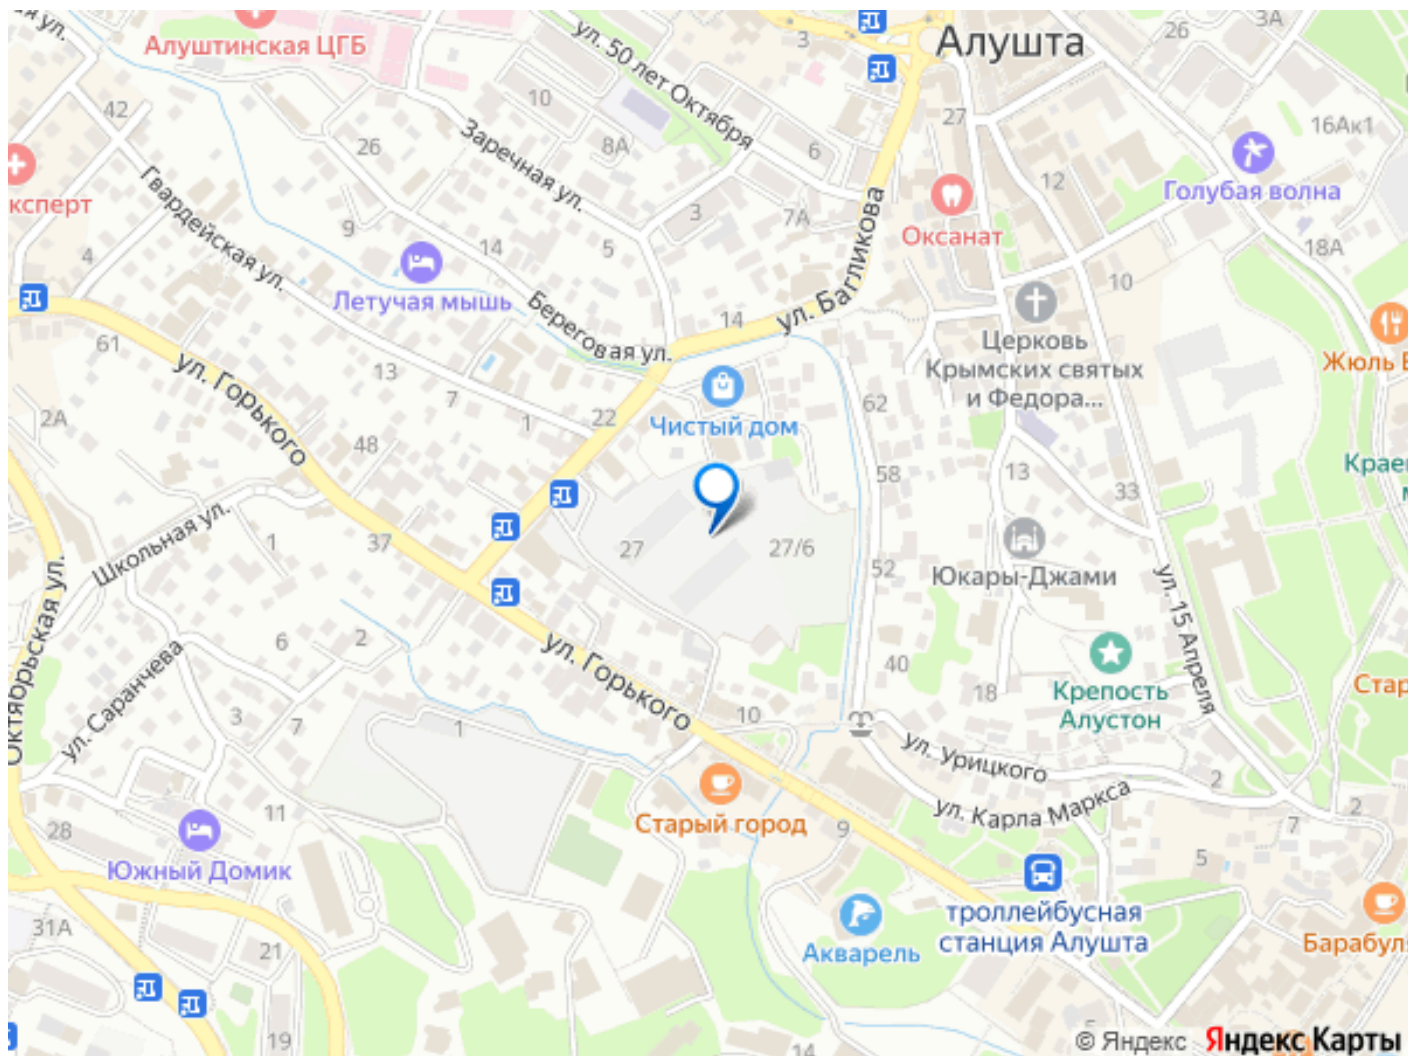 Алушта
Алуштинская ЦГБ
ул. 50 лет Октября
3
26
3А
10
27
16Ак1
42
26
8А
6
Заречная ул.
Голубая волна
12
ксперт
Гвардейская ул.
3
7А
Оксанат
9
14
5
18А
4
ул. Багликова
10
Летучая мышь
Береговая ул.
14
61
Церковь
Крымских святых
и Федора...
ул. Горького
13
7
1
22
Чистый дом
62
2А
48
58
13
33
Школьная ул.
1
37
27
27/6
52
Юкары-Джами
ул. 15 Апреля
Октябрьская ул.
6
2
ул. Саранчева
ул. Горького
40
18
Крепость
Алустон
3
7
1
10
ул. Урицкого
2
ул. Карла Маркса
2
11
28
Старый город
9
7
5
Южный Домик
троллейбусная
станция Алушта
Акварель
31А
21
19
14
© Яндекс Яндекс Карты